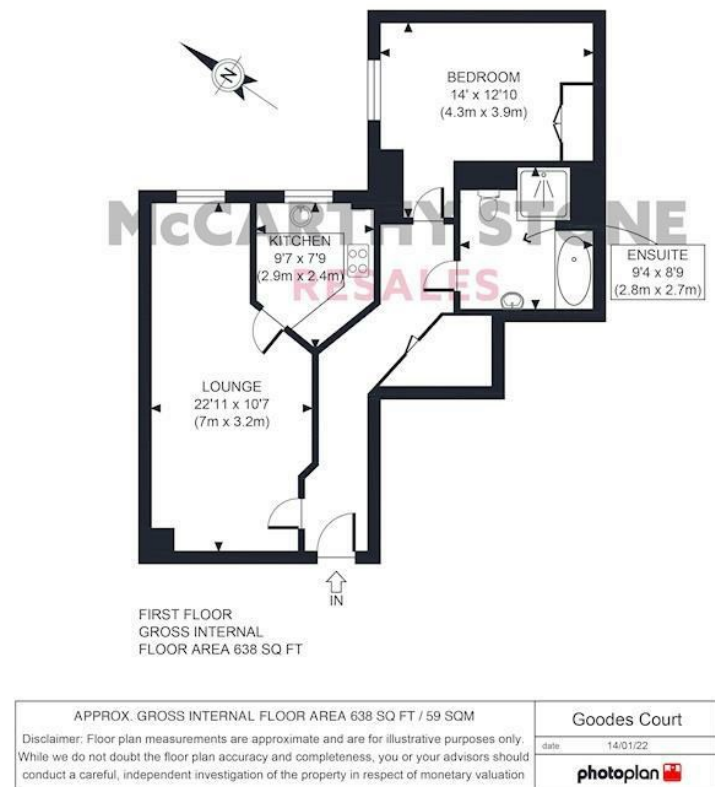 N
BEDROOM
14' x 12'10
(4.3m x 3.9m)
McCARTHY STONE
RESALES
KITCHEN
9'7 x 7'9
(2.9m x 2.4m)
ENSUITE
9'4 x 8'9
(2.8m x 2.7m)
LOUNGE
22'11 x 10'7
(7m x 3.2m)
IN
FIRST FLOOR
GROSS INTERNAL
FLOOR AREA 638 SQ FT
APPROX. GROSS INTERNAL FLOOR AREA 638 SQ FT / 59 SQM
Disclaimer: Floor plan measurements are approximate and are for illustrative purposes only.
While we do not doubt the floor plan accuracy and completeness, you or your advisors should
conduct a careful, independent investigation of the property in respect of monetary valuation
Goodes Court
date 14/01/22
photoplan